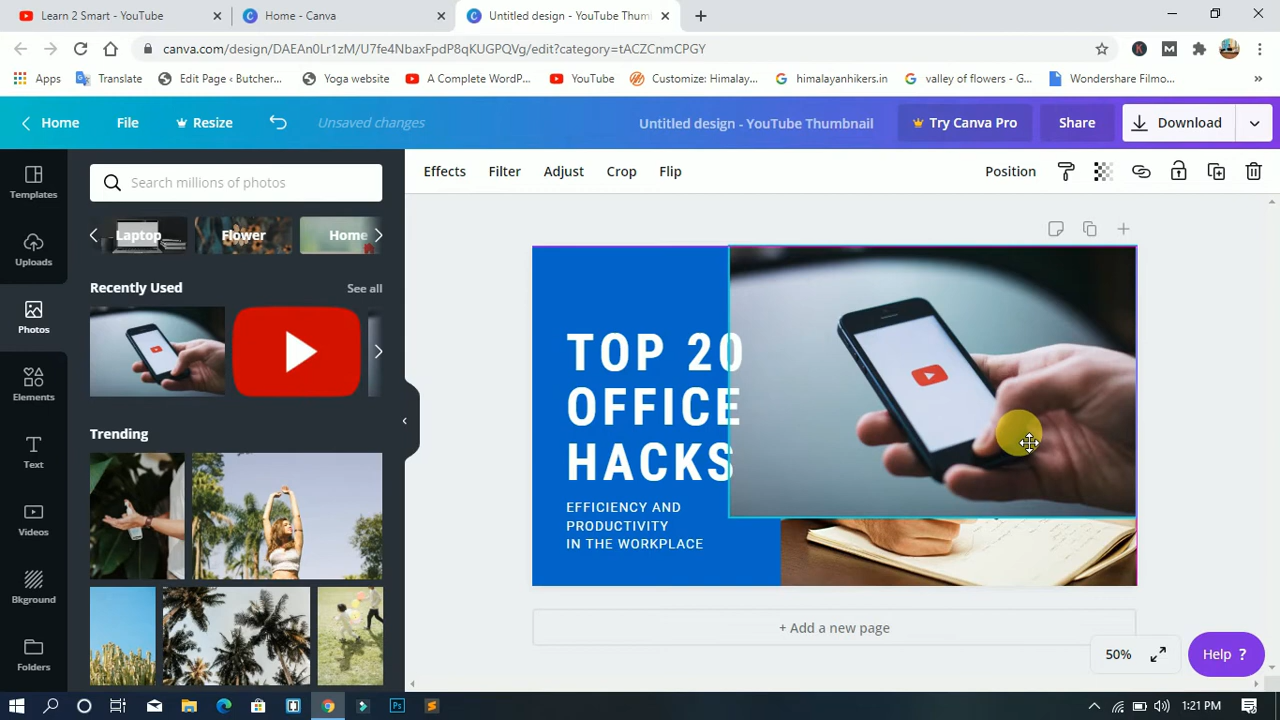 Learn 2 Smart - YouTube
Home - Canva
Untitled design - YouTube Thum
canva.com/design/DAEAn0Lr1zM/U7fe4NbaxFpdP8qKUGPQVg/edit?category=tACZCnmCPGY
Apps
Translate
Edit Page ‹ Butcher...
Yoga website
A Complete WordP...
YouTube
Customize: Himalay...
himalayanhikers.in
valley of flowers - G...
Wondershare Filmo...
Home
File
Resize
Unsaved changes
Untitled design - YouTube Thumbnail
Try Canva Pro
Share
Download
Templates
Uploads
Photos
Elements
Text
Videos
Bkground
Folders
Search millions of photos
Laptop
Flower
Home
Recently Used
See all
Trending
Effects
Filter
Adjust
Crop
Flip
Position
TOP 20
OFFICE
HACKS
EFFICIENCY AND
PRODUCTIVITY
IN THE WORKPLACE
+ Add a new page
50%
Help ?
1:21 PM